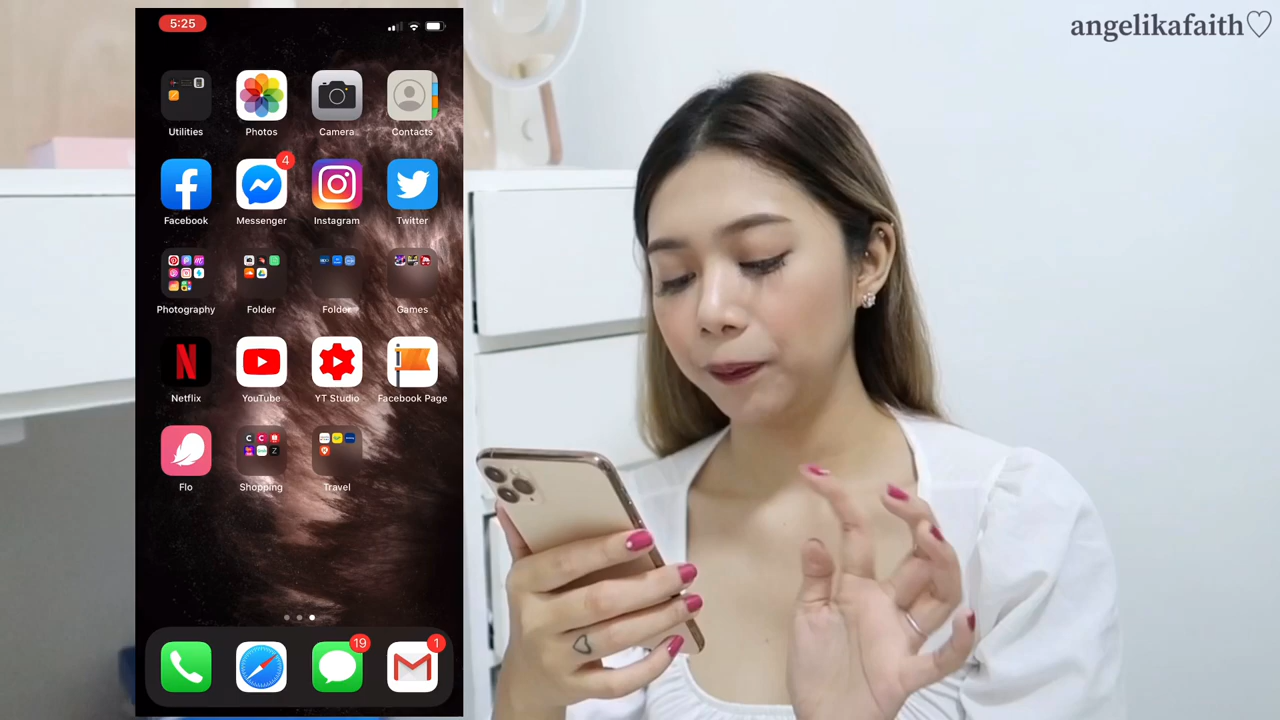 angelikafaith♡
5:25
Utilities Photos Camera Contacts
4
Facebook Messenger Instagram Twitter
Photography Folder Folder Games
N
Netflix YouTube YT Studio Facebook Page
Flo Shopping Travel
19 1